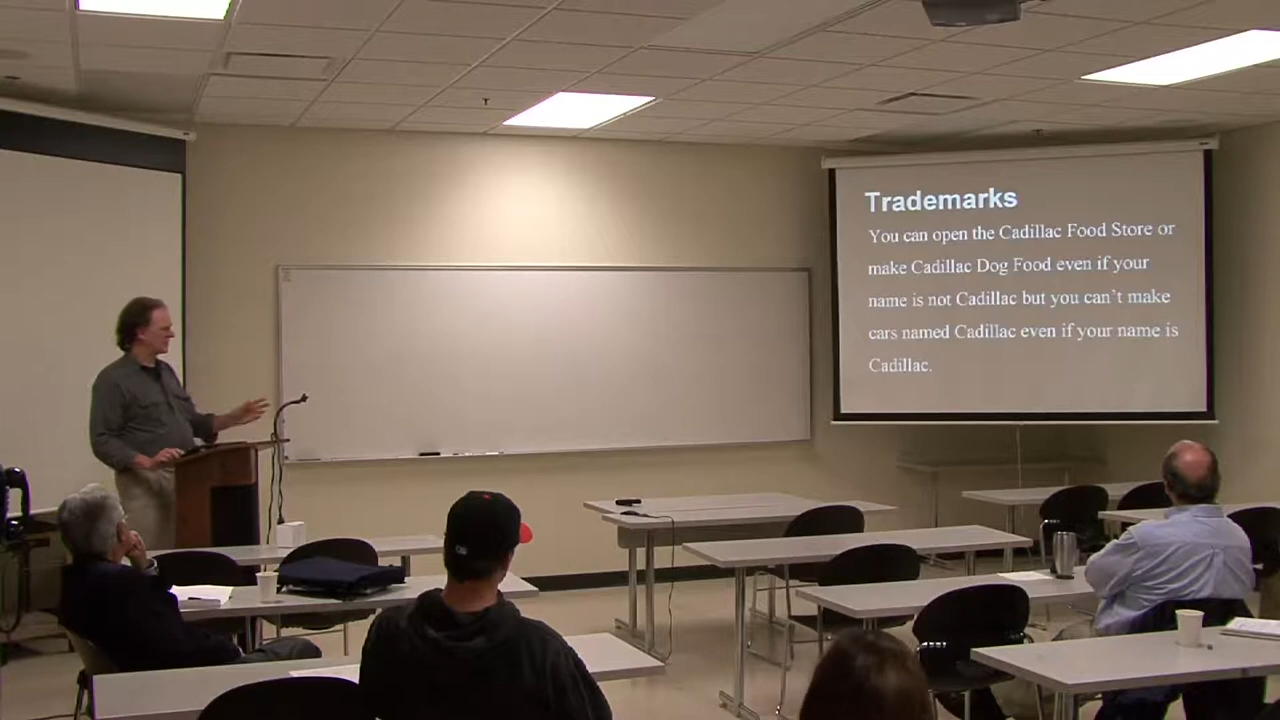 Trademarks
You can open the Cadillac Food Store or
make Cadillac Dog Food even if your
name is not Cadillac but you can't make
cars named Cadillac even if your name is
Cadillac.